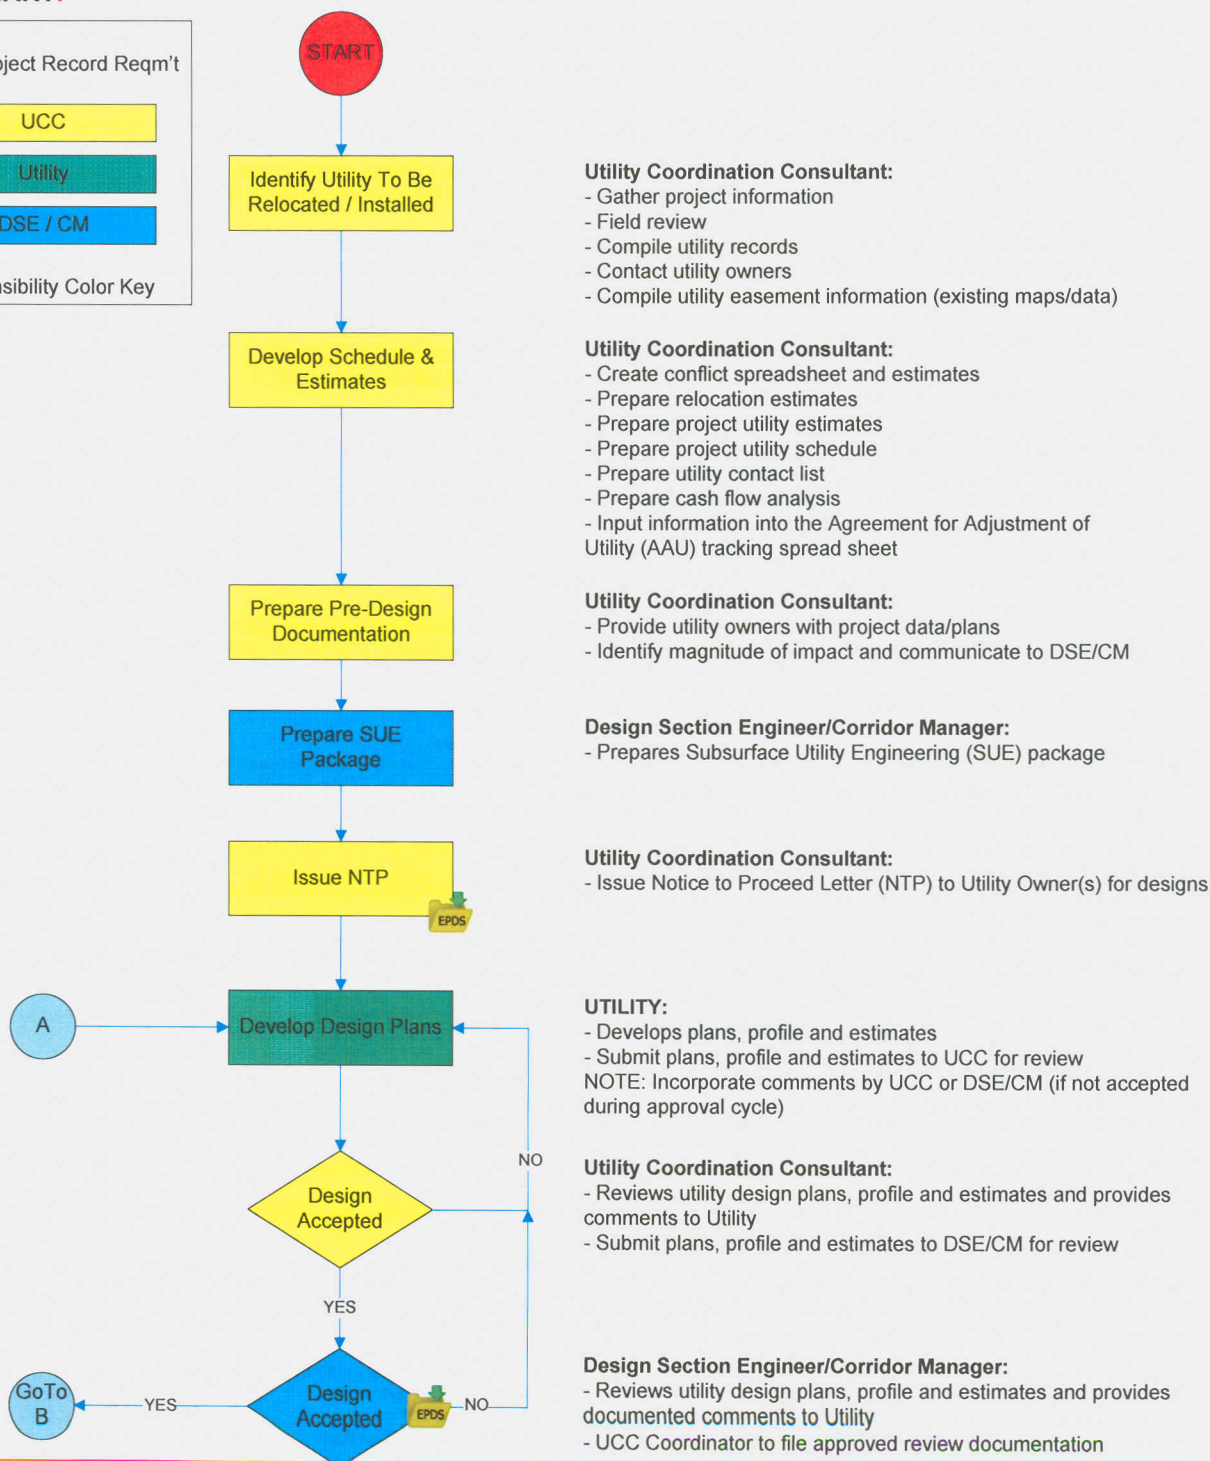 ject Record Reqm't
UCC
Utility
DSE / CM
sibility Color Key
START
Identify Utility To Be
Relocated / Installed
Utility Coordination Consultant:
- Gather project information
- Field review
- Compile utility records
- Contact utility owners
- Compile utility easement information (existing maps/data)
Develop Schedule &
Estimates
Utility Coordination Consultant:
- Create conflict spreadsheet and estimates
- Prepare relocation estimates
- Prepare project utility estimates
- Prepare project utility schedule
- Prepare utility contact list
- Prepare cash flow analysis
- Input information into the Agreement for Adjustment of
Utility (AAU) tracking spread sheet
Prepare Pre-Design
Documentation
Utility Coordination Consultant:
- Provide utility owners with project data/plans
- Identify magnitude of impact and communicate to DSE/CM
Prepare SUE
Package
Design Section Engineer/Corridor Manager:
- Prepares Subsurface Utility Engineering (SUE) package
Issue NTP
EPDS
Utility Coordination Consultant:
- Issue Notice to Proceed Letter (NTP) to Utility Owner(s) for designs
A
Develop Design Plans
UTILITY:
- Develops plans, profile and estimates
- Submit plans, profile and estimates to UCC for review
NOTE: Incorporate comments by UCC or DSE/CM (if not accepted
during approval cycle)
NO
Design
Accepted
Utility Coordination Consultant:
- Reviews utility design plans, profile and estimates and provides
comments to Utility
- Submit plans, profile and estimates to DSE/CM for review
YES
GoTo
B
YES
Design
Accepted
EPDS
NO
Design Section Engineer/Corridor Manager:
- Reviews utility design plans, profile and estimates and provides
documented comments to Utility
- UCC Coordinator to file approved review documentation